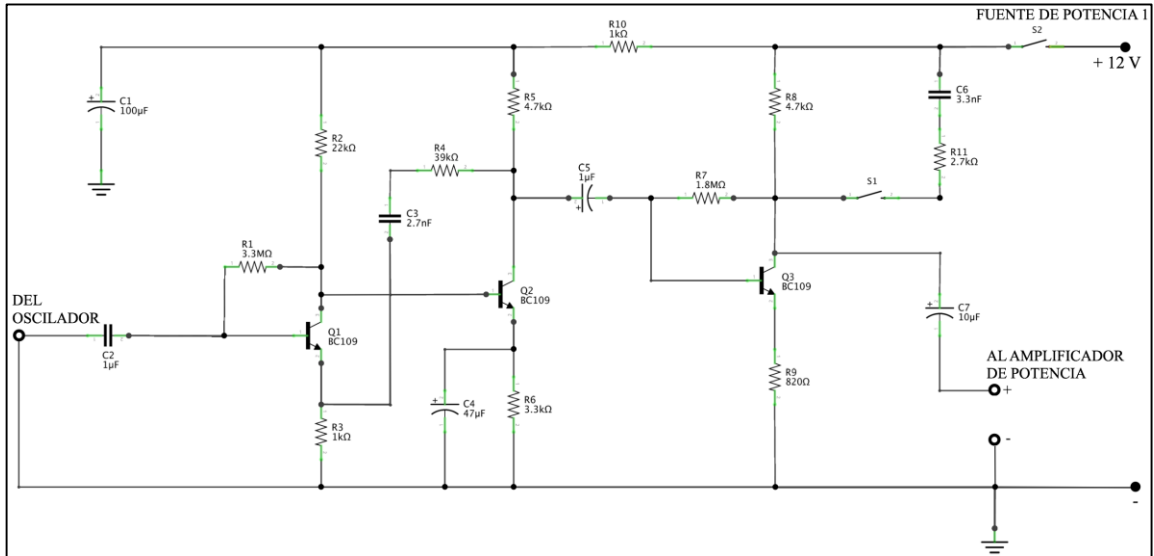 FUENTE DE POTENCIA 1
R10
1kΩ
S2
+ 12 V
C1
100µF
R5
4.7kΩ
R8
4.7kΩ
C6
3.3nF
R2
22kΩ
R4
39kΩ
R11
2.7kΩ
C5
1µF
R7
1.8MΩ
S1
C3
2.7nF
R1
3.3MΩ
Q2
BC109
Q3
BC109
DEL
OSCILADOR
C7
10µF
Q1
BC109
C2
1µF
AL AMPLIFICADOR
DE POTENCIA
R9
820Ω
+
C4
47µF
R6
3.3kΩ
R3
1kΩ
-
-